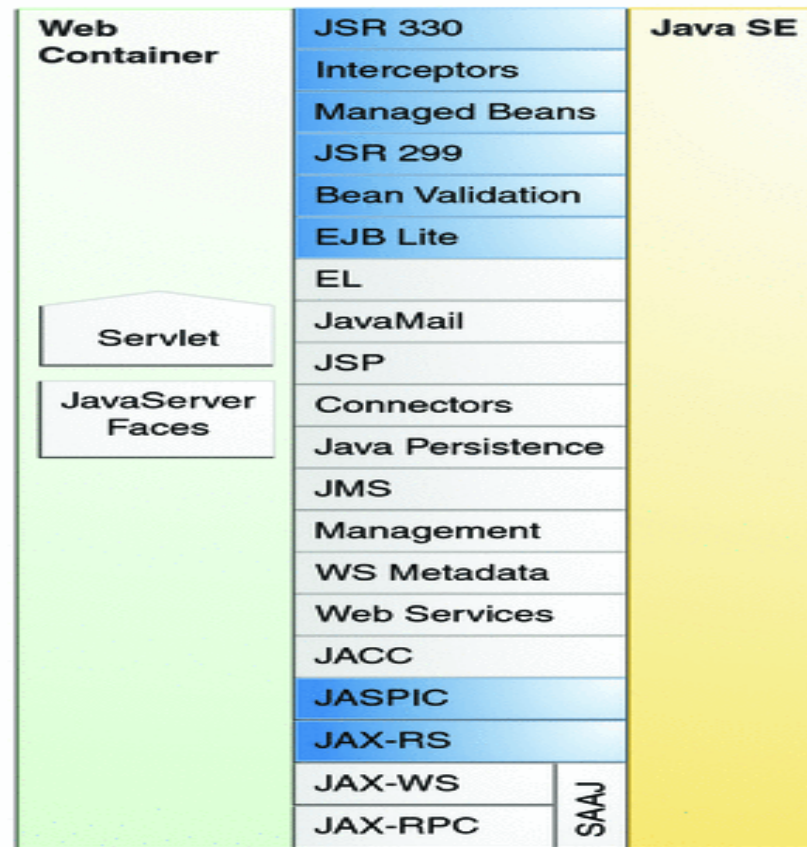 Web
Container
Servlet
JavaServer
Faces
JSR 330
Interceptors
Managed Beans
JSR 299
Bean Validation
EJB Lite
EL
JavaMail
JSP
Connectors
Java Persistence
JMS
Management
WS Metadata
Web Services
JACC
JASPIC
JAX-RS
JAX-WS
JAX-RPC
SAAJ
Java SE